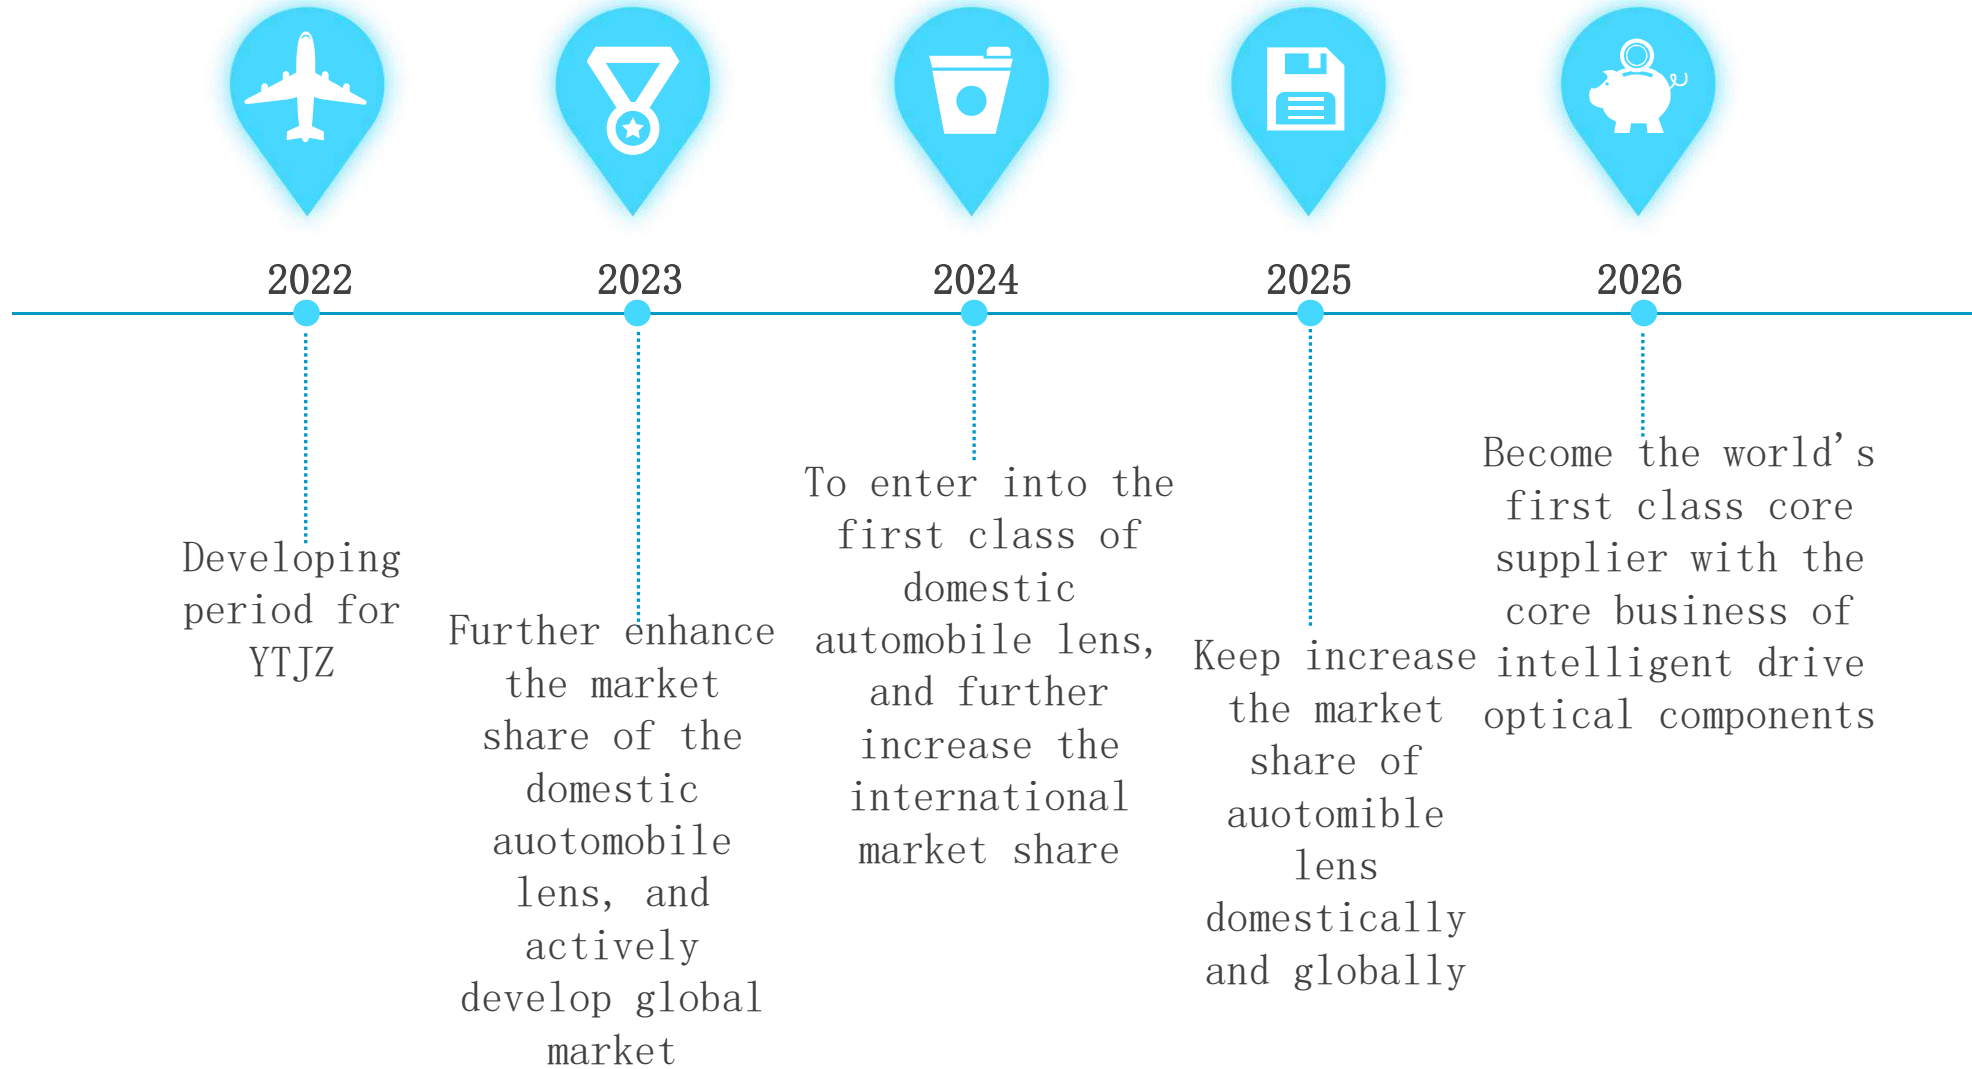 2022
Developing
period for
YTJZ
2023
Further enhance
the market
share of the
domestic
auotomobile
lens, and
actively
develop global
market
2024
To enter into the
first class of
domestic
automobile lens,
and further
increase the
international
market share
2025
Keep increase
the market
share of
auotomible
lens
domestically
and globally
2026
Become the world's
first class core
supplier with the
core business of
intelligent drive
optical components